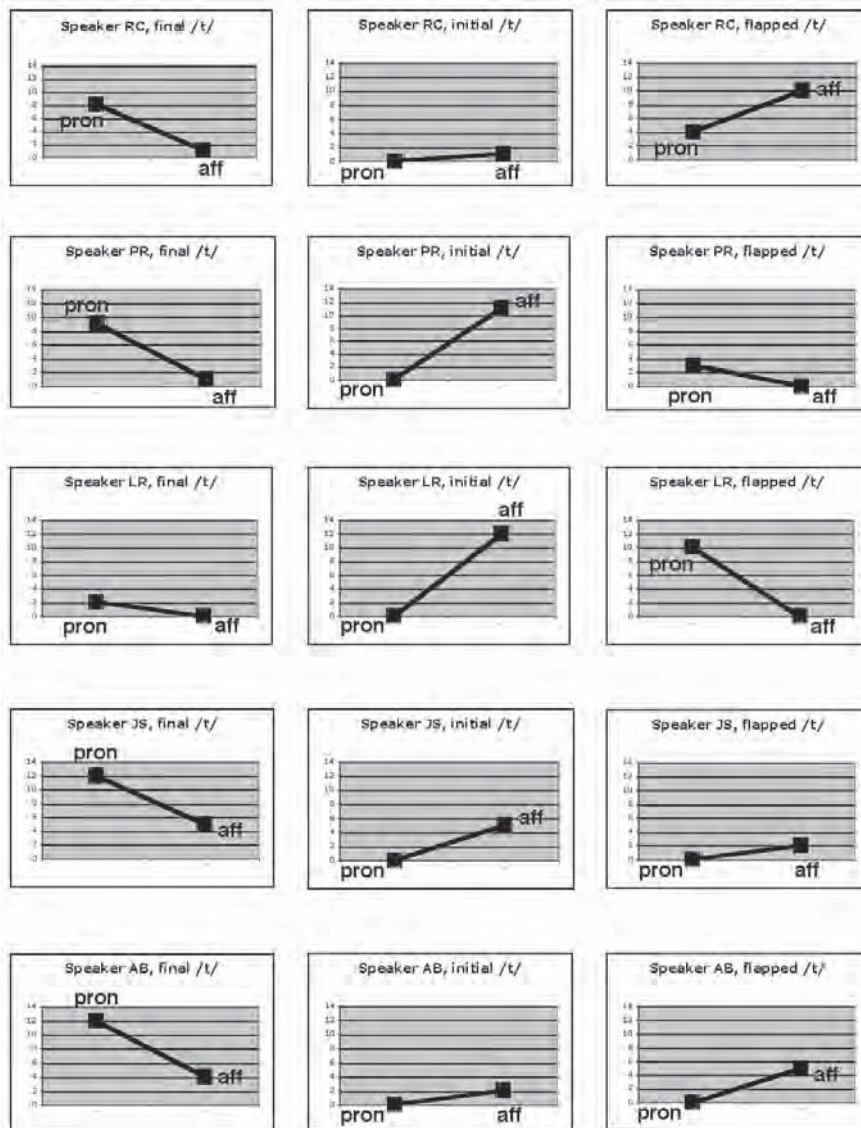 Speaker RC, final /t/
pron
aff
Speaker RC, initial /t/
pron
aff
Speaker RC, flapped /t/
aff
pron
Speaker PR, final /t/
pron
aff
Speaker PR, initial /t/
aff
pron
Speaker PR, flapped /t/
pron
aff
Speaker LR, final /t/
pron
aff
Speaker LR, initial /t/
aff
pron
Speaker LR, flapped /t/
pron
aff
Speaker JS, final /t/
pron
aff
Speaker JS, initial /t/
aff
pron
Speaker JS, flapped /t/
pron
aff
Speaker AB, final /t/
pron
aff
Speaker AB, initial /t/
pron
aff
Speaker AB, flapped /t/
aff
pron